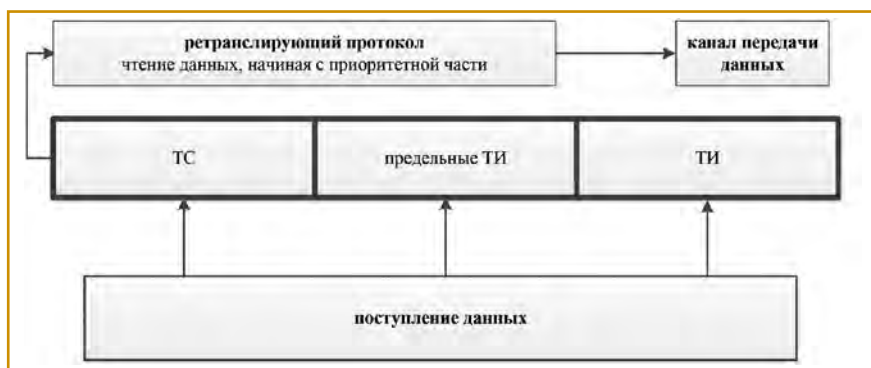 ретранслирующий протокол
чтение данных, начиная с приоритетной части
канал передачи
данных
ТС
предельные ТИ
ТИ
поступление данных